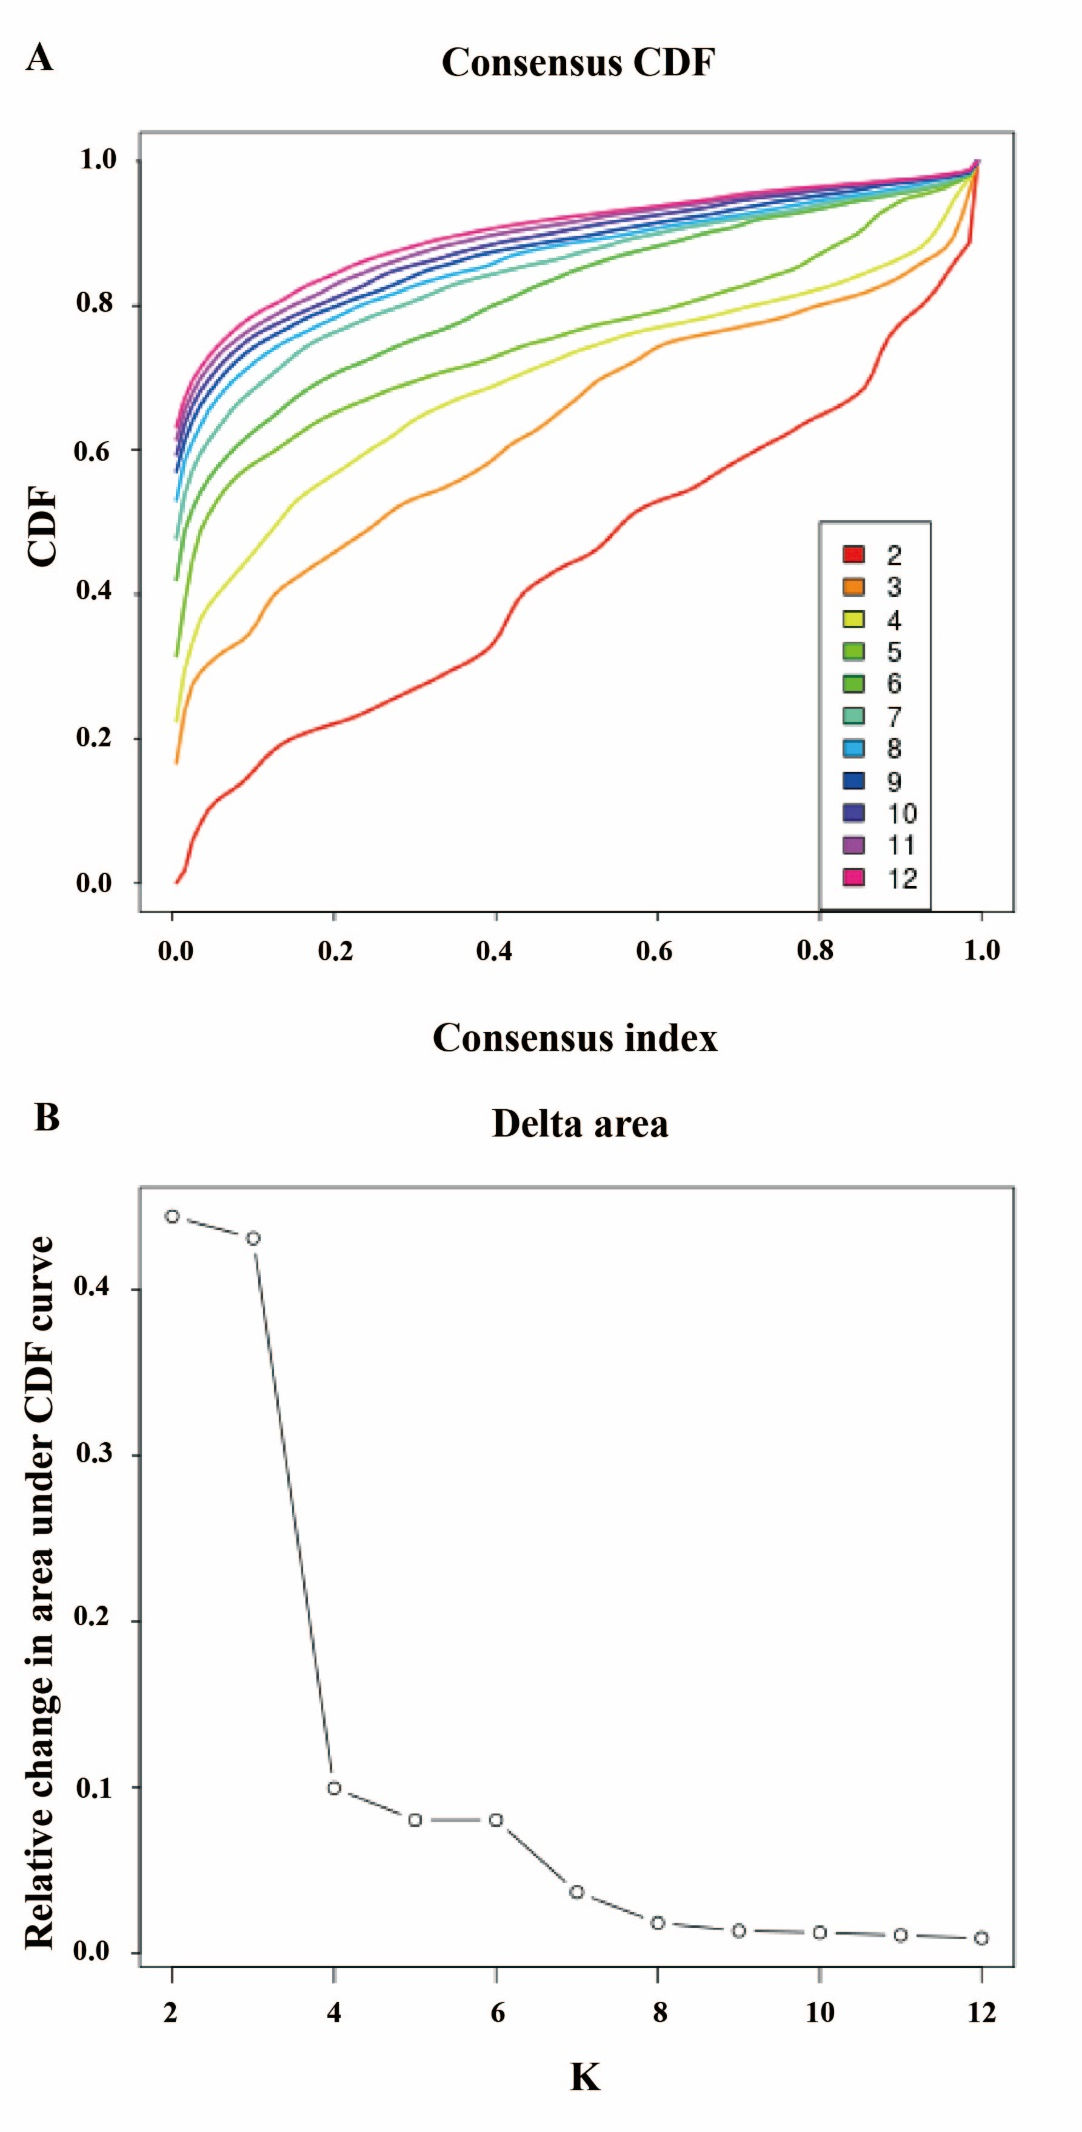 A
Consensus CDF
1.0
0.8
0.6
0.4
0.2
0.0
CDF
2
3
4
5
6
7
8
9
10
11
12
0.0 0.2 0.4 0.6 0.8 1.0
Consensus index
B
Delta area
Relative change in area under CDF curve
0.4
0.3
0.2
0.1
0.0
2 4 6 8 10 12
K